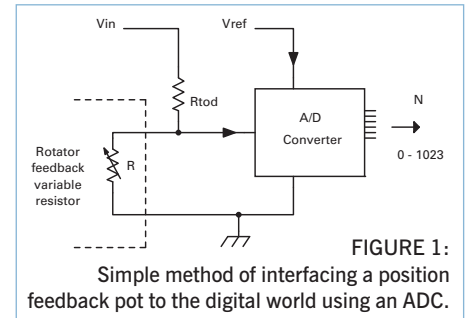 Vin
Vref
Rtod
A/D
Converter
N
0 - 1023
Rotator
feedback
variable
resistor
R
FIGURE 1:
Simple method of interfacing a position
feedback pot to the digital world using an ADC.